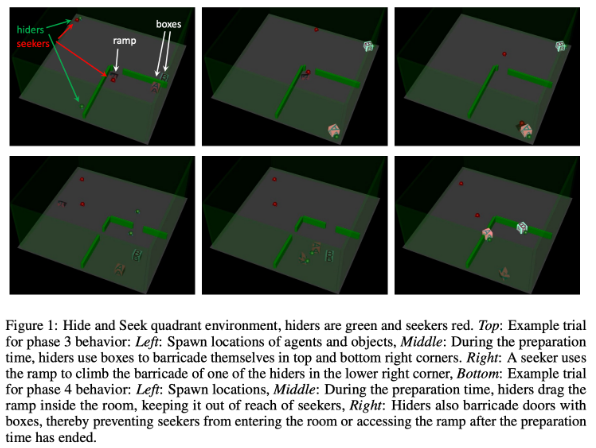 hiders
seekers
ramp
boxes
Figure 1: Hide and Seek quadrant environment, hiders are green and seekers red. Top: Example trial
for phase 3 behavior: Left: Spawn locations of agents and objects, Middle: During the preparation
time, hiders use boxes to barricade themselves in top and bottom right corners. Right: A seeker uses
the ramp to climb the barricade of one of the hiders in the lower right corner, Bottom: Example trial
for phase 4 behavior: Left: Spawn locations, Middle: During the preparation time, hiders drag the
ramp inside the room, keeping it out of reach of seekers, Right: Hiders also barricade doors with
boxes, thereby preventing seekers from entering the room or accessing the ramp after the preparation
time has ended.